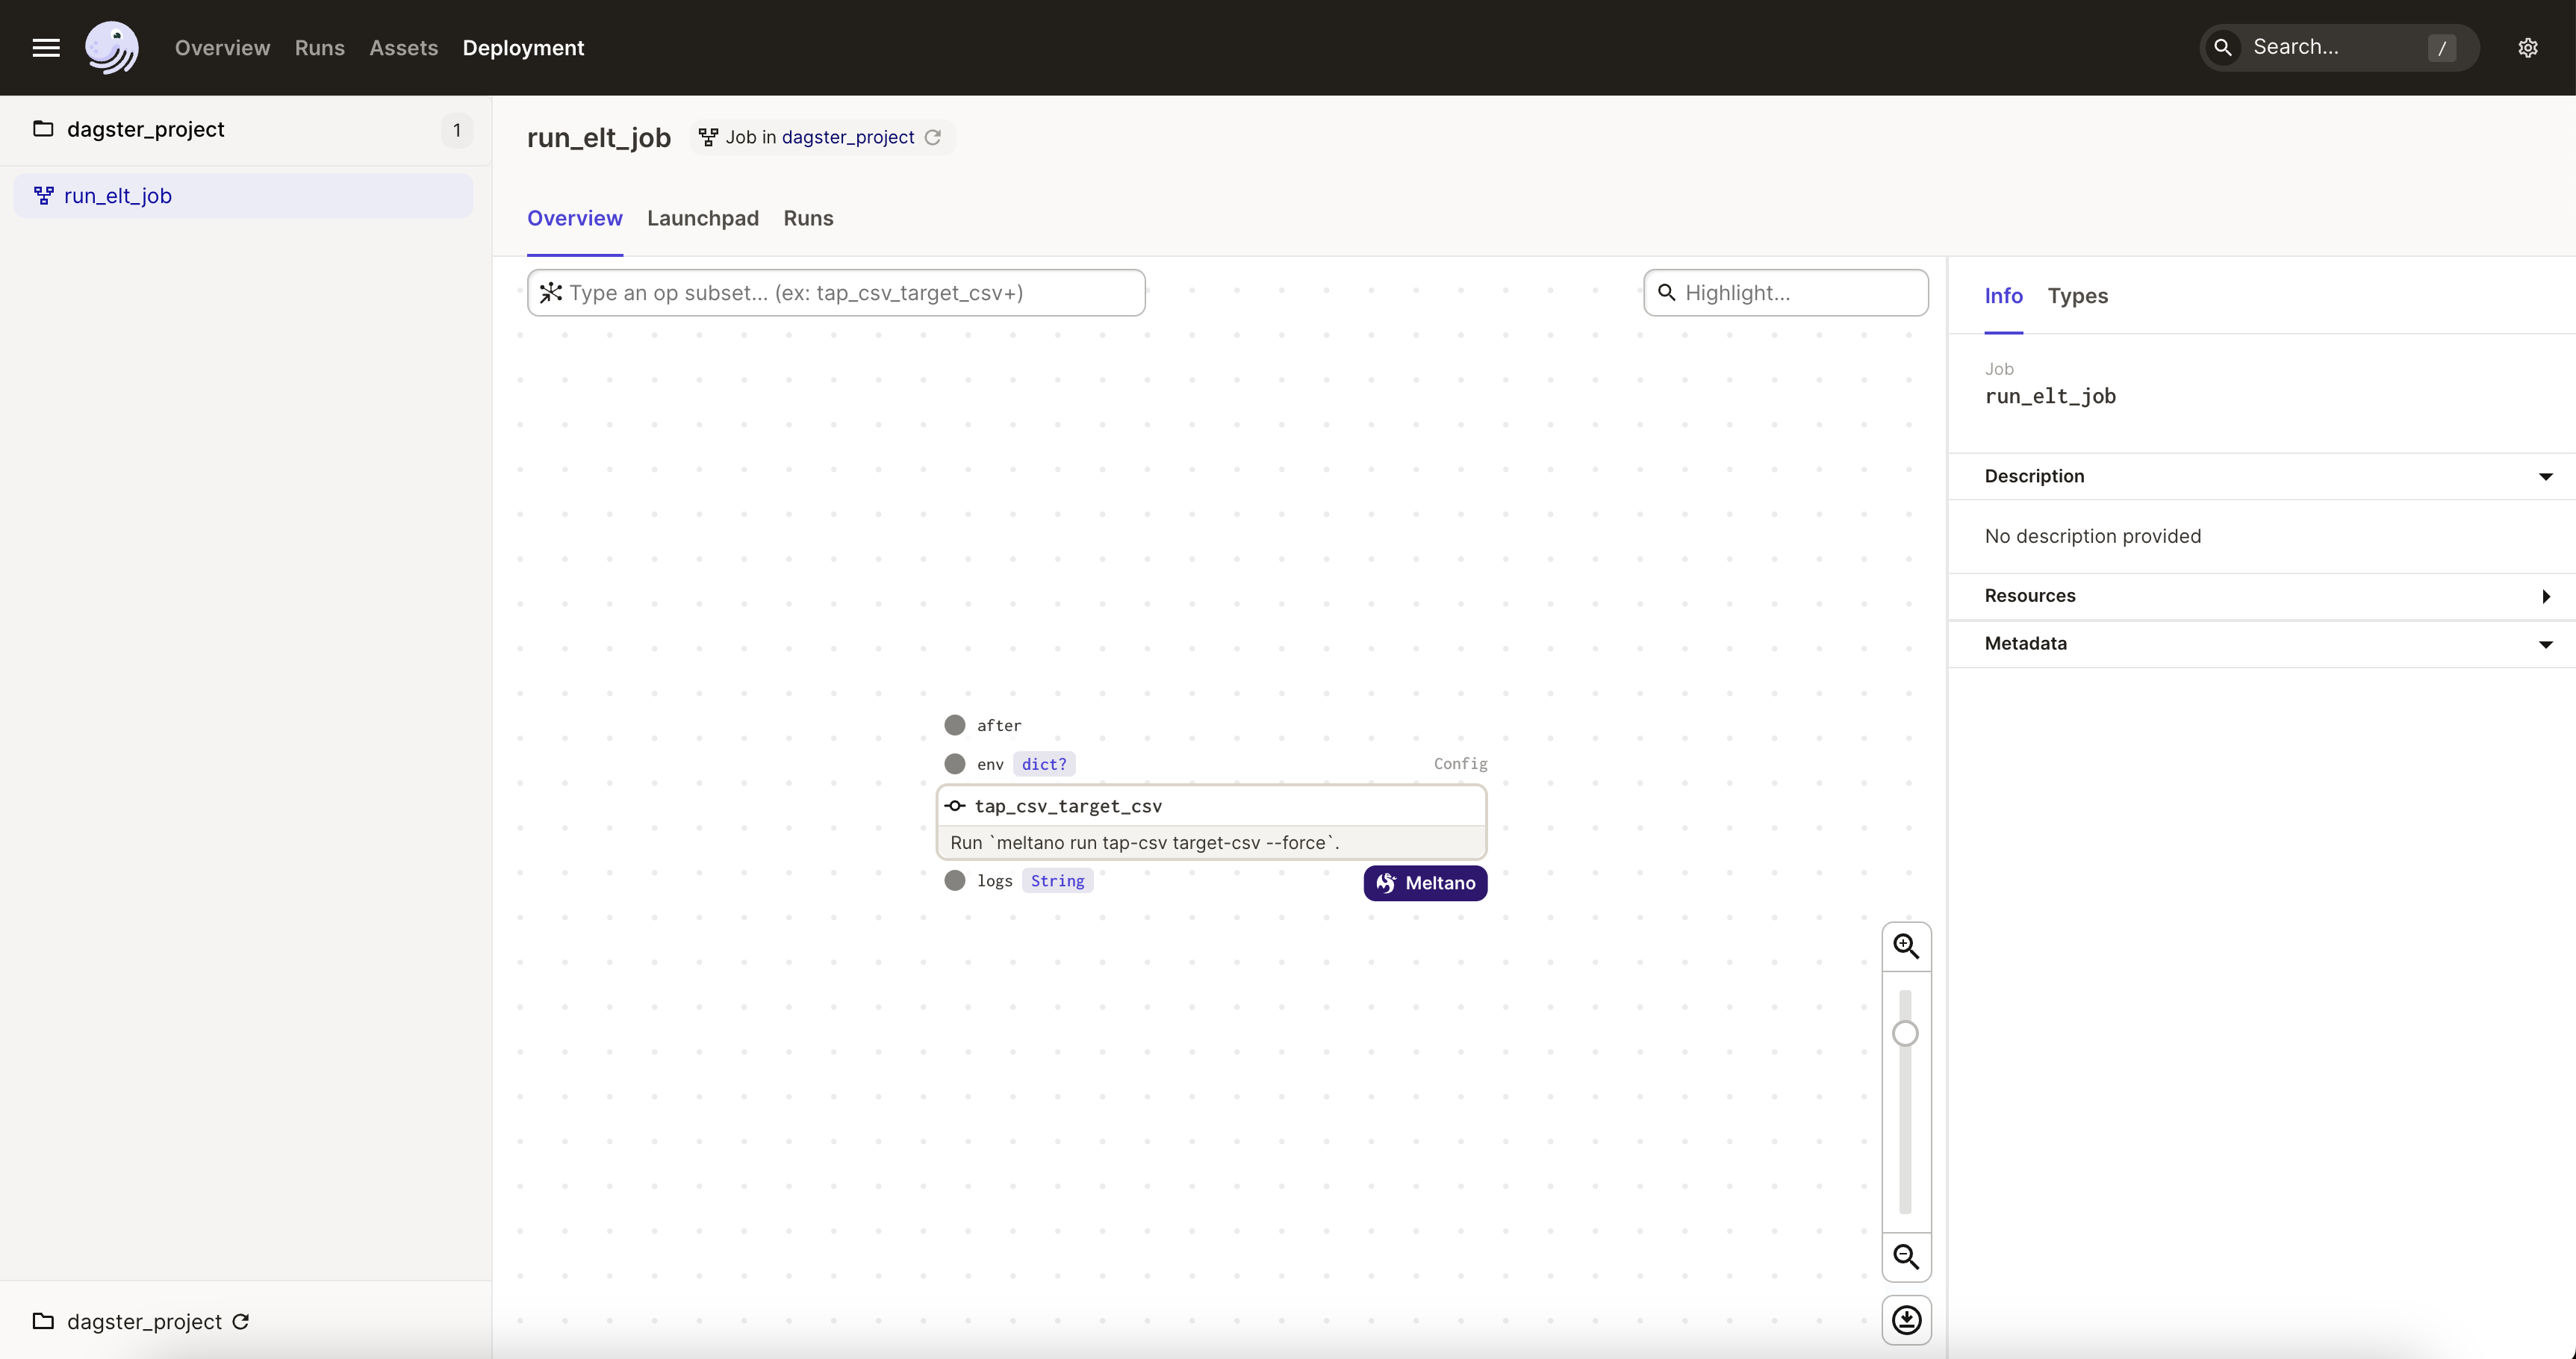 Overview Runs Assets Deployment
Search... /
dagster_project 1
run_elt_job
run_elt_job Job in dagster_project
Overview Launchpad Runs
Type an op subset... (ex: tap_csv_target_csv+)
Highlight...
after
env dict? Config
tap_csv_target_csv
Run `meltano run tap-csv target-csv --force`.
logs String Meltano
Info Types
Job
run_elt_job
Description
No description provided
Resources
Metadata
dagster_project